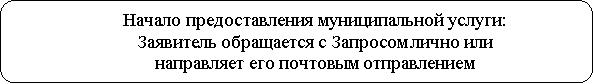 Начало предоставления муниципальной услуги:
Заявитель обращается с Запросомлично или
направляет его почтовым отправлением